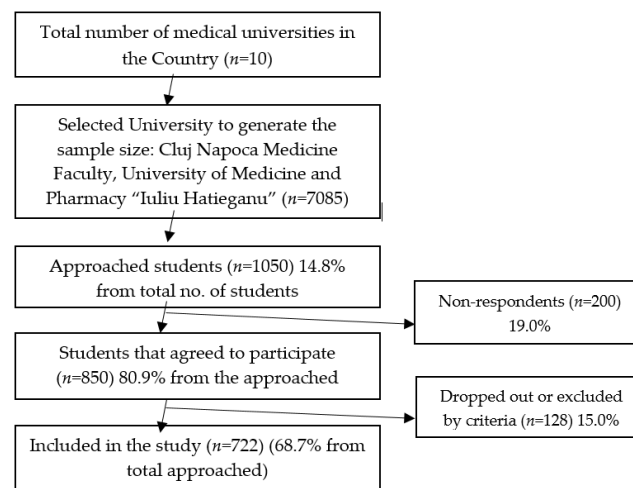 Total number of medical universities in
the Country (n=10)
Selected University to generate the
sample size: Cluj Napoca Medicine
Faculty, University of Medicine and
Pharmacy “Iuliu Hatieganu” (n=7085)
Approached students (n=1050) 14.8%
from total no. of students
Non-respondents (n=200)
19.0%
Students that agreed to participate
(n=850) 80.9% from the approached
Dropped out or excluded
by criteria (n=128) 15.0%
Included in the study (n=722) (68.7% from
total approached)